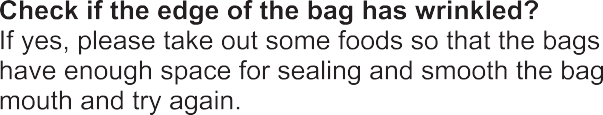 Check if the edge of the bag has wrinkled?
If yes, please take out some foods so that the bags
have enough space for sealing and smooth the bag
mouth and try again.